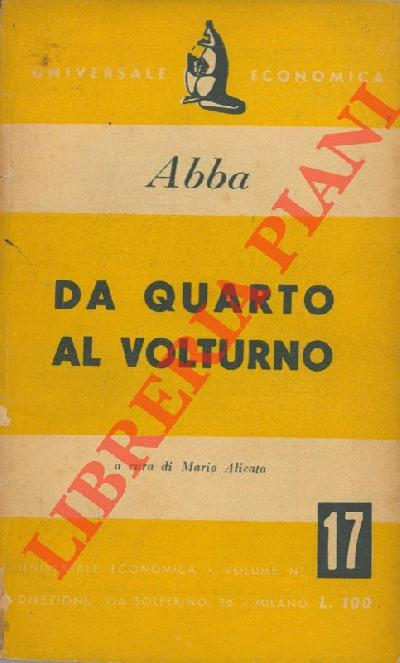 UNIVERSALE ECONOMICA
Abba
DA QUARTO
AL VOLTURNO
a cura di Mario Alicata
17
UNIVERSALE ECONOMICA • VOLUME N.
DIREZIONE: VIA SOLFERINO, 26 - MILANO L. 100
LIBRERIA PIANI